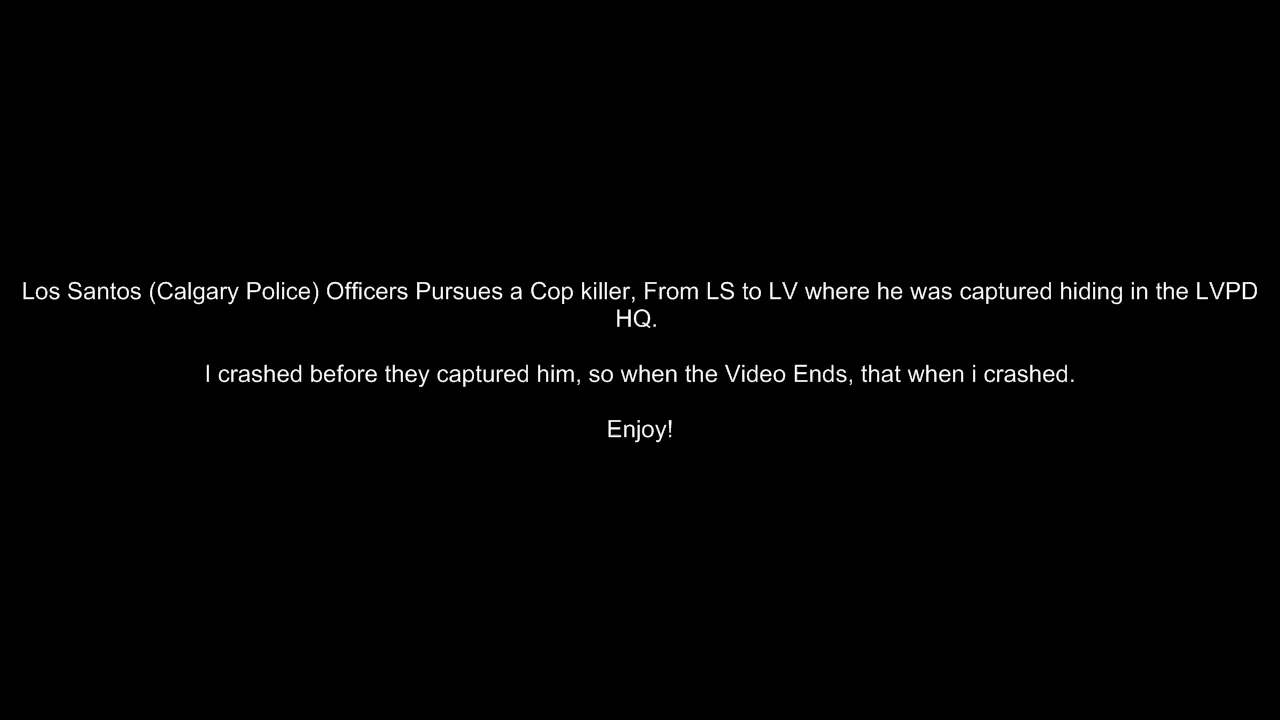 Los Santos (Calgary Police) Officers Pursues a Cop killer, From LS to LV where he was captured hiding in the LVPD
HQ.
I crashed before they captured him, so when the Video Ends, that when i crashed.
Enjoy!